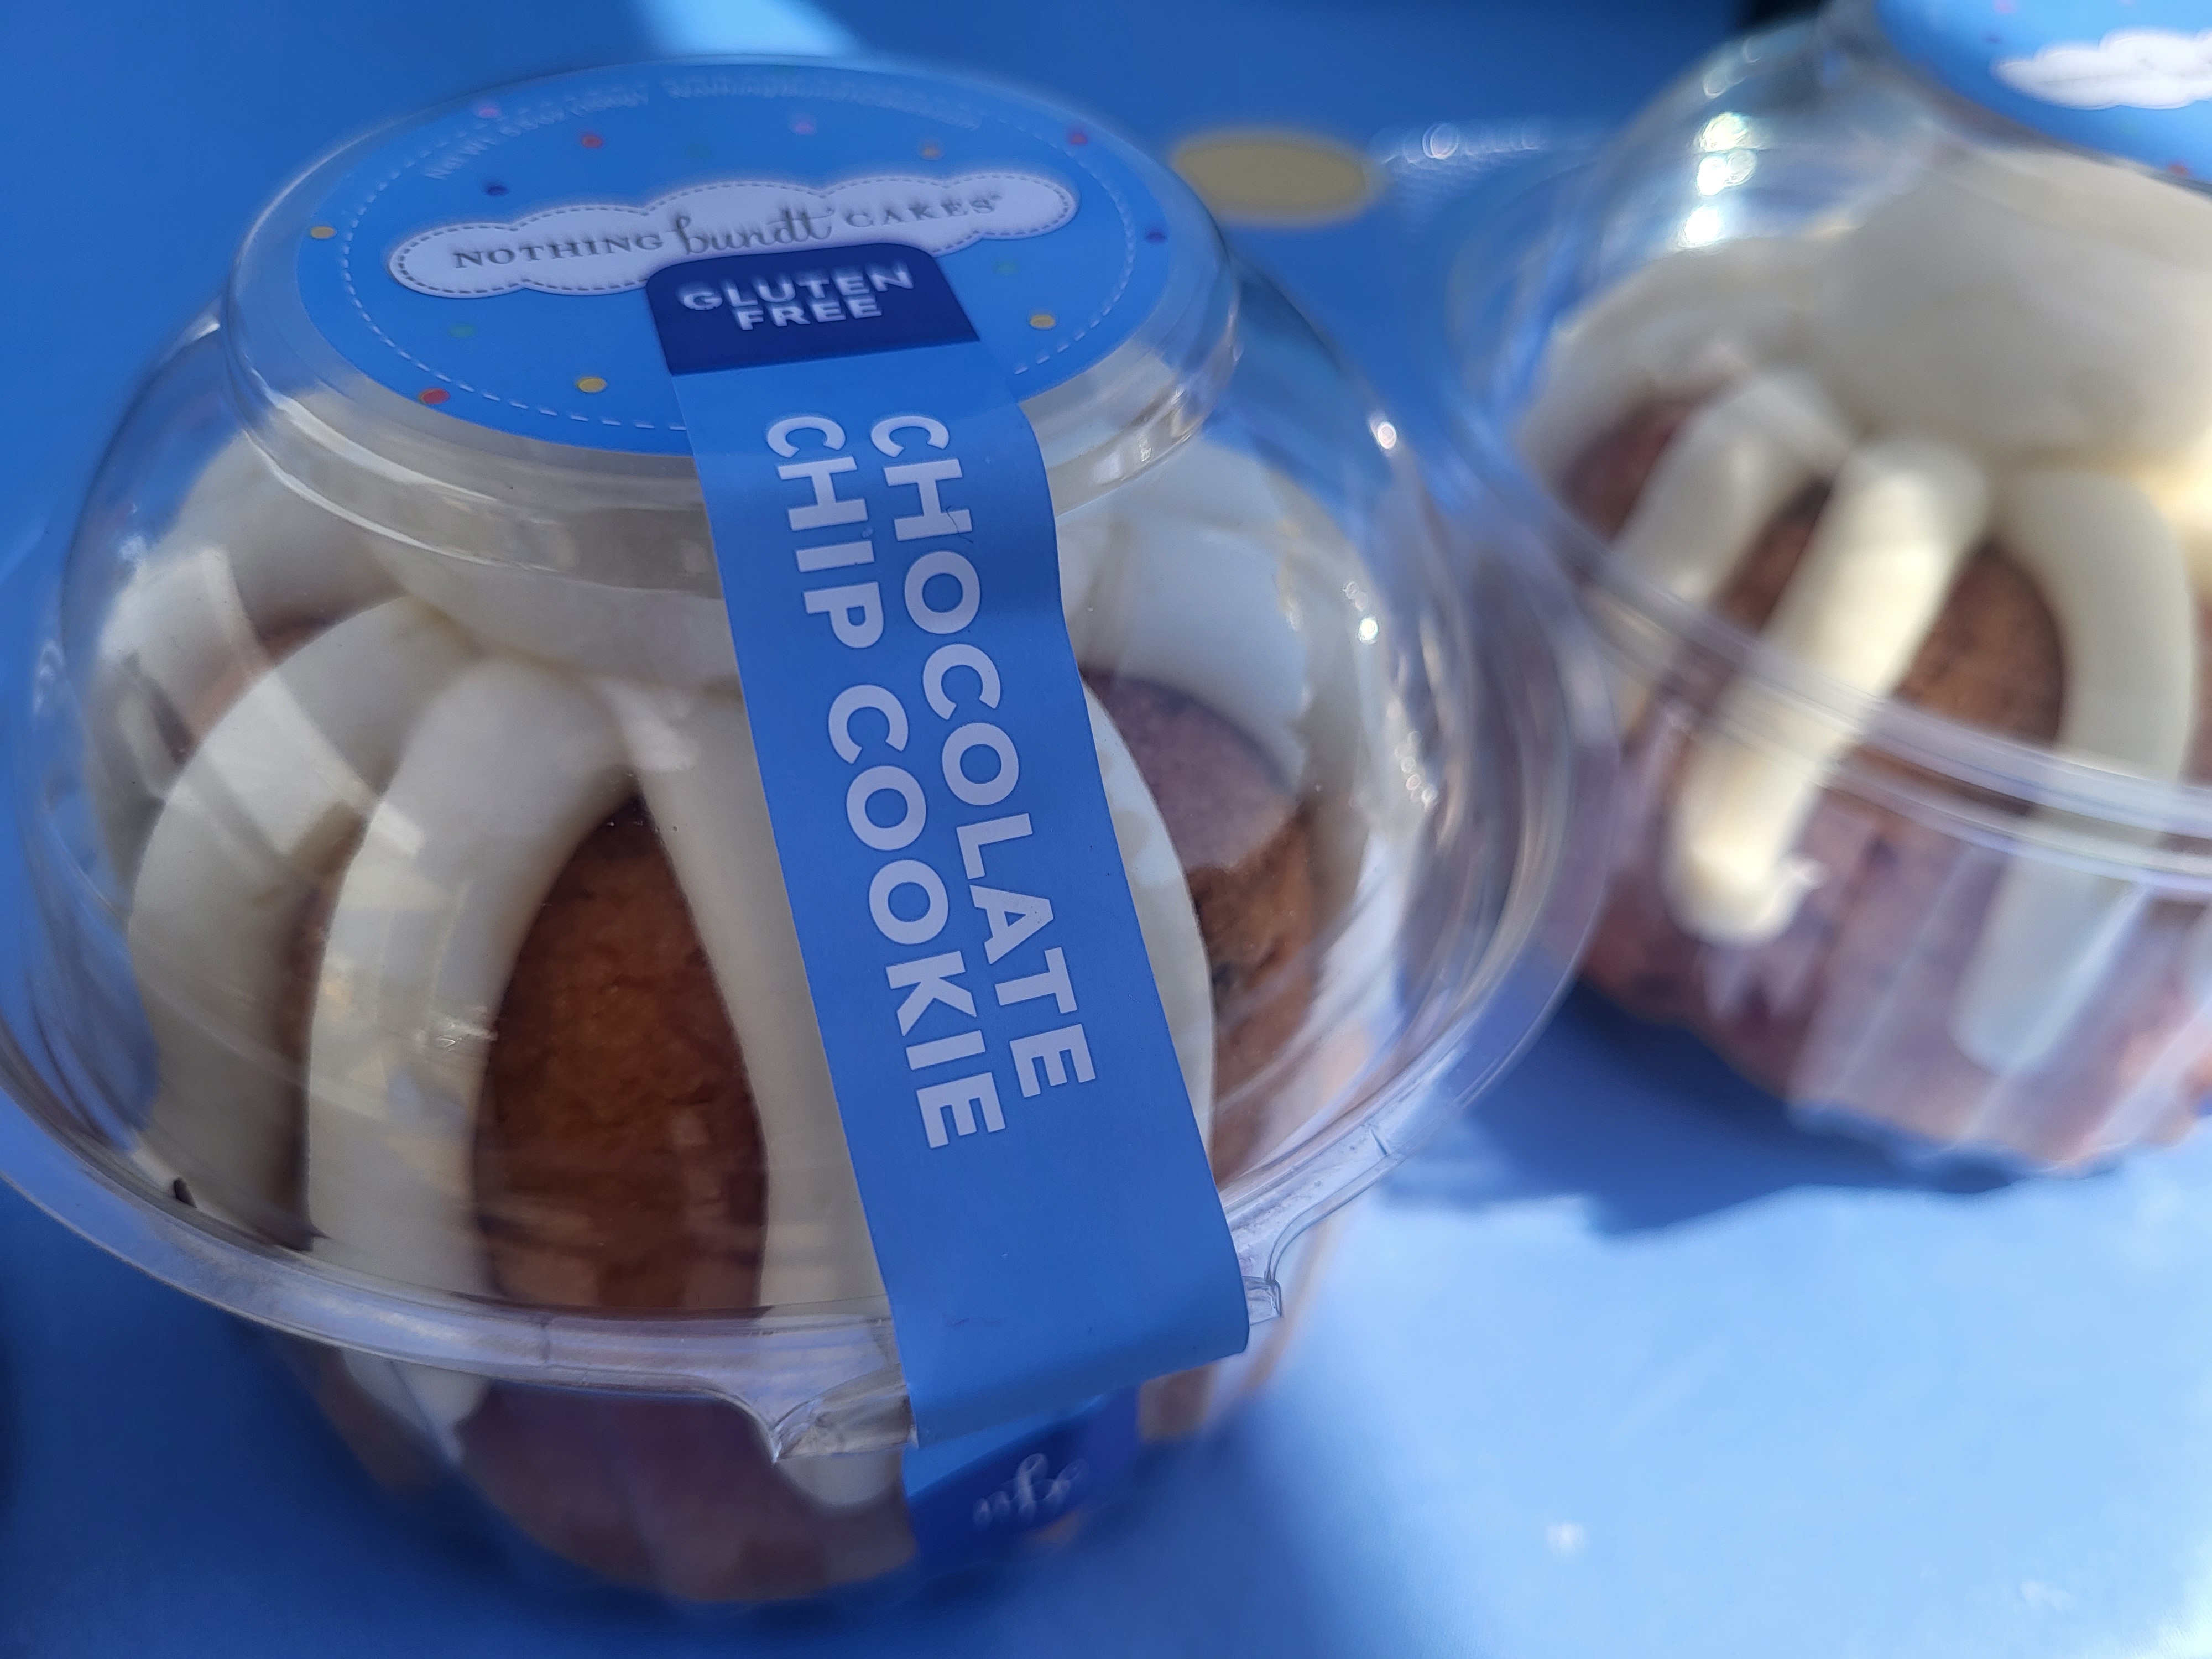 NOTHING bundt CAKES®
GLUTEN
FREE
CHOCOLATE
CHIP COOKIE